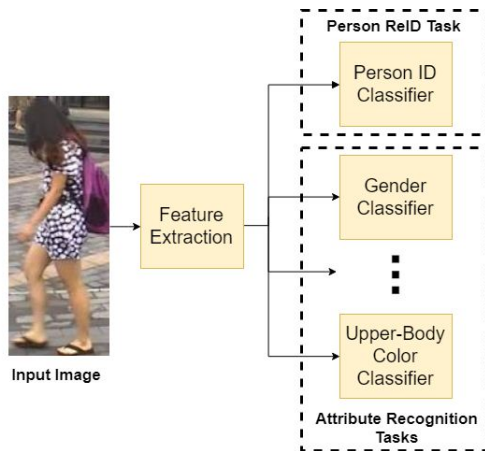 Person ReID Task
Person ID
Classifier
Gender
Classifier
Feature
Extraction
Upper-Body
Color
Classifier
Input Image
Attribute Recognition
Tasks